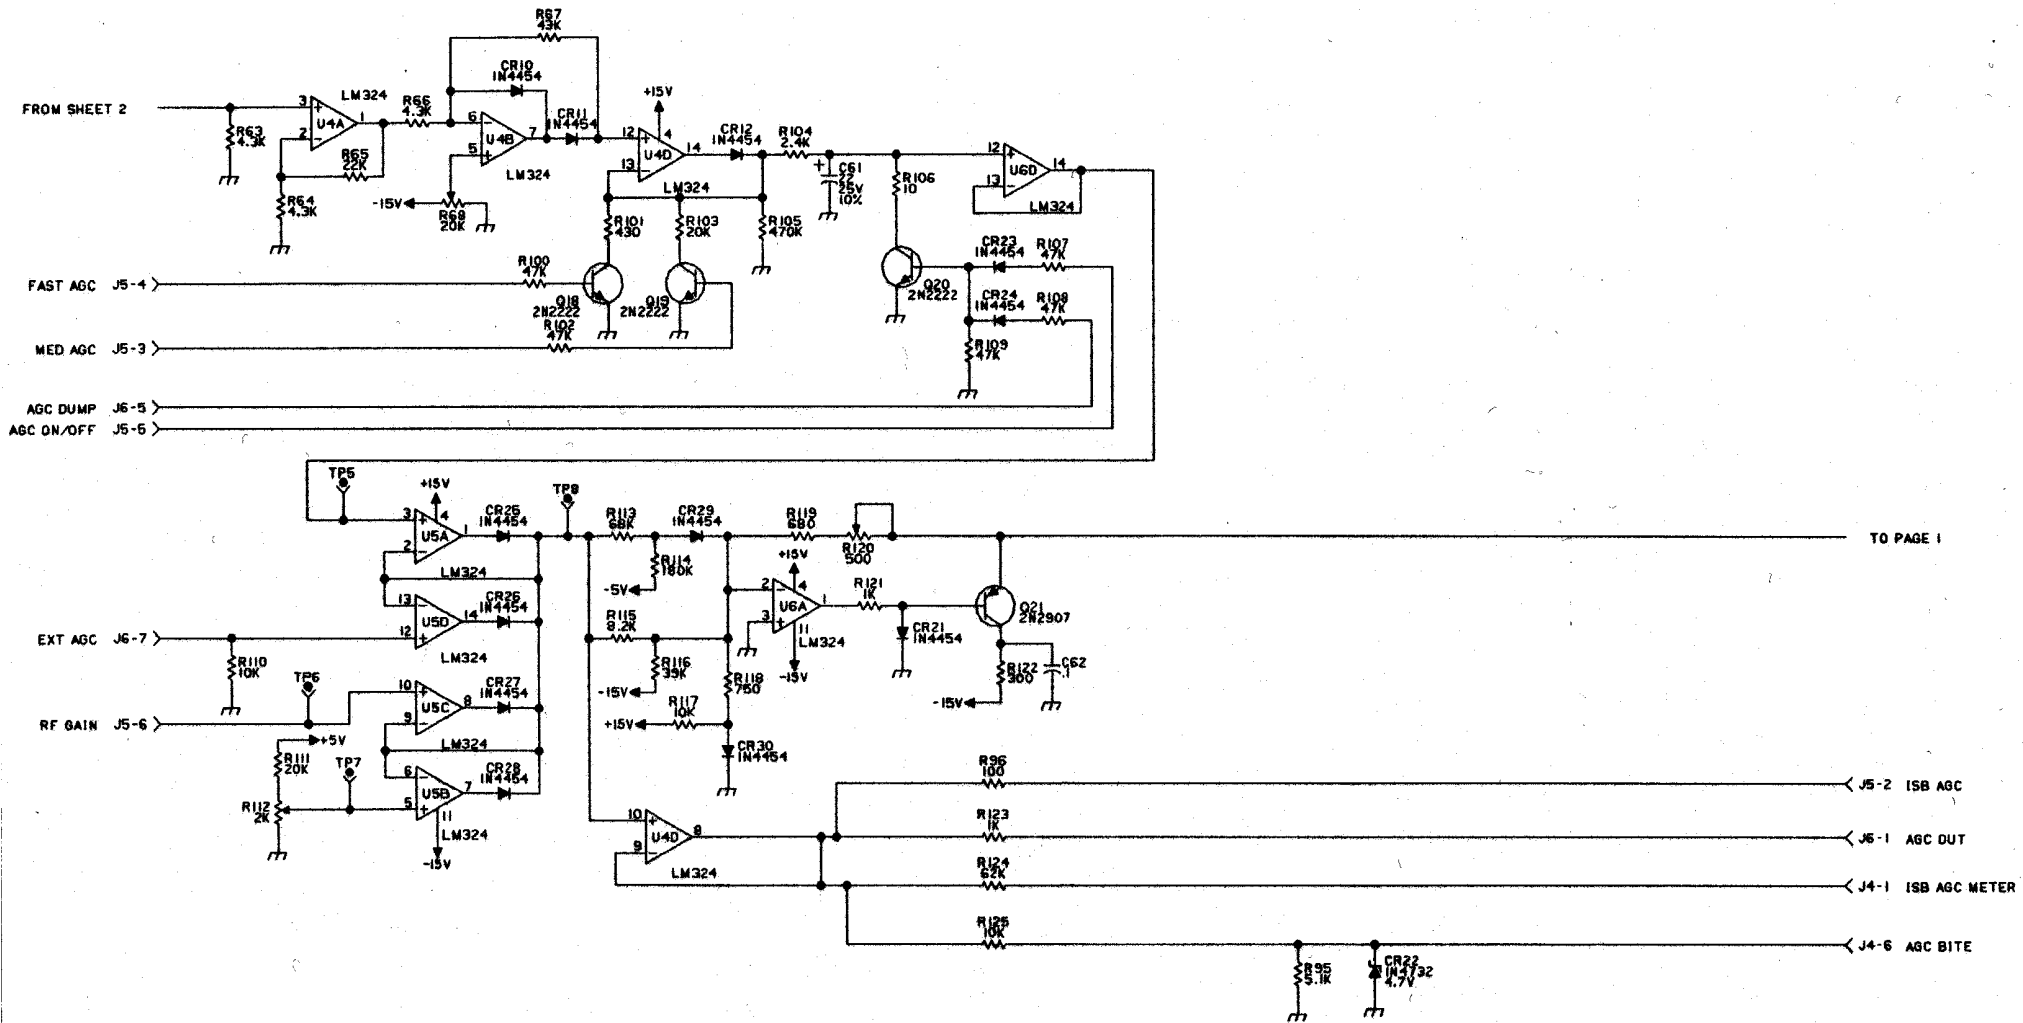 R67
43K
CR10
1N4454
LM324
+15V
FROM SHEET 2
3
+
U4A
1
2
−
R66
4.3K
6
−
U4B
7
5
+
CR11
1N4454
12
+
4
U4D
14
13
−
CR12
1N4454
R104
2.4K
R63
4.3K
R65
22K
LM324
LM324
+
C61
22
25V
10%
R106
10
12
+
U6D
14
13
−
LM324
R64
4.3K
-15V
R68
20K
R101
430
R103
20K
R105
470K
CR23
1N4454
R107
47K
FAST AGC J5-4
R100
47K
Q18
2N2222
Q19
2N2222
Q20
2N2222
CR24
1N4454
R108
47K
R102
47K
MED AGC J5-3
R109
47K
AGC DUMP J6-5
AGC ON/OFF J5-5
TP5
+15V
TP8
3
+
4
U5A
1
2
−
CR25
1N4454
R113
68K
CR29
1N4454
R119
680
R120
500
TO PAGE 1
LM324
R114
180K
-5V
+15V
2
−
4
U6A
1
3
+
11
LM324
-15V
R121
1K
Q21
2N2907
13
−
U5D
14
12
+
CR26
1N4454
LM324
R115
8.2K
CR21
1N4454
EXT AGC J6-7
R110
10K
TP6
R116
39K
-15V
R118
750
R122
300
C62
.1
-15V
10
+
U5C
8
9
−
CR27
1N4454
LM324
RF GAIN J5-6
+15V
R117
10K
+5V
R111
20K
TP7
CR30
1N4454
R112
2K
6
−
U5B
7
5
+
11
LM324
-15V
CR28
1N4454
R96
100
J5-2 ISB AGC
10
+
U4D
8
9
−
LM324
R123
1K
J6-1 AGC OUT
R124
62K
J4-1 ISB AGC METER
R125
10K
J4-6 AGC BITE
R95
5.1K
CR22
1N4732
4.7V